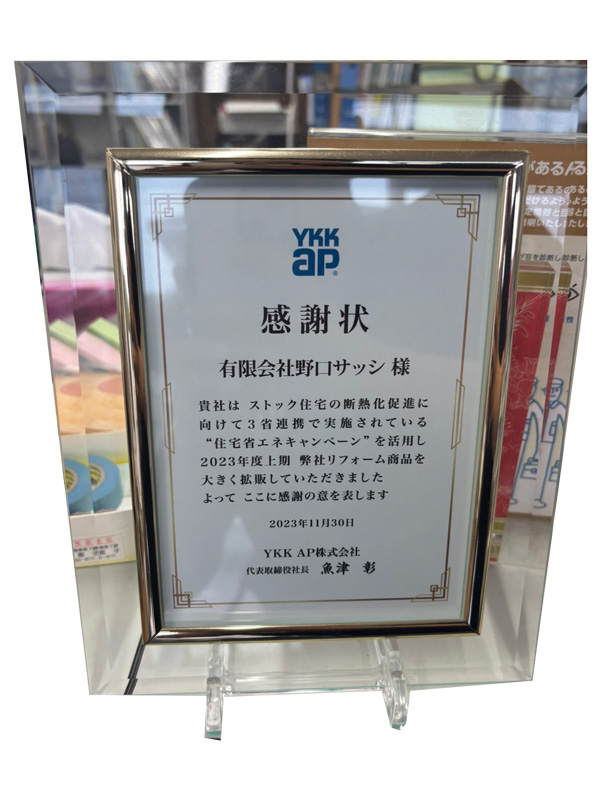 YKK
ap®
感謝状
有限会社野口サッシ 様
貴社は ストック住宅の断熱化促進に
向けて3省連携で実施されている
“住宅省エネキャンペーン”を活用し
2023年度上期 弊社リフォーム商品を
大きく拡販していただきました
よって ここに感謝の意を表します
2023年11月30日
YKK AP株式会社
代表取締役社長 魚津 彰
がある